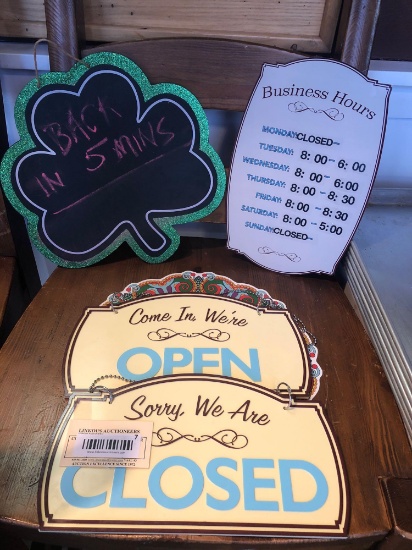 BACK
IN 5 MINS
Business Hours
MONDAY: CLOSED
TUESDAY: 8:00-6:00
WEDNESDAY: 8:00-6:00
THURSDAY: 8:00-8:30
FRIDAY: 8:00-8:30
SATURDAY: 8:00-5:00
SUNDAY: CLOSED
Come In, We're
OPEN
Sorry, We Are
CLOSED
7